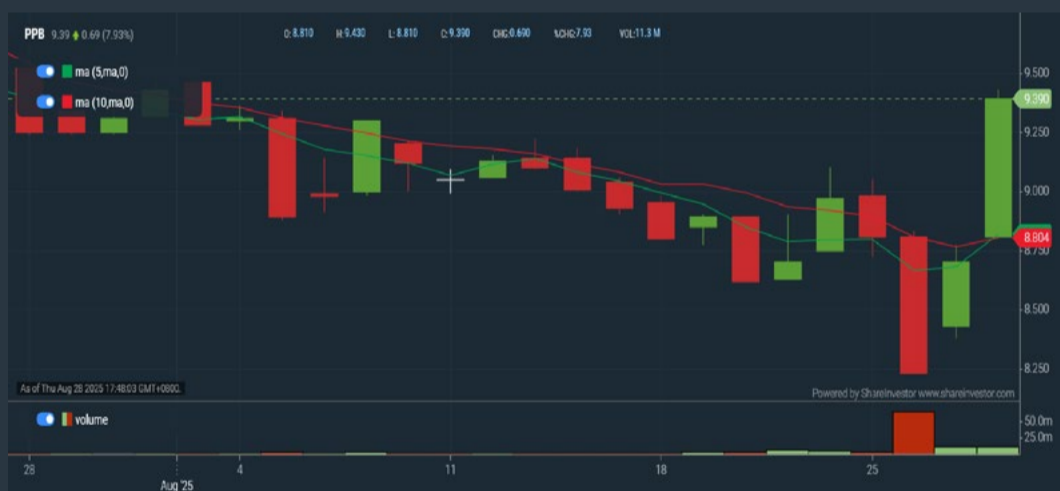 PPB 9.39 0.69 (7.93%) O: 8.810 H:9.430 L: 8.810 C: 9.390 CHG:0.690 %CHG:7.93 VOL:11.3 M
ma (5,ma,0)
ma (10,ma,0)
9.500
9.390
9.250
9.000
8.804
8.750
8.500
8.250
As of Thu Aug 28 2025 17:48:03 GMT+0800.
Powered by ShareInvestor www.shareinvestor.com
volume
50.0m
25.0m
28 4 11 18 25
Aug '25